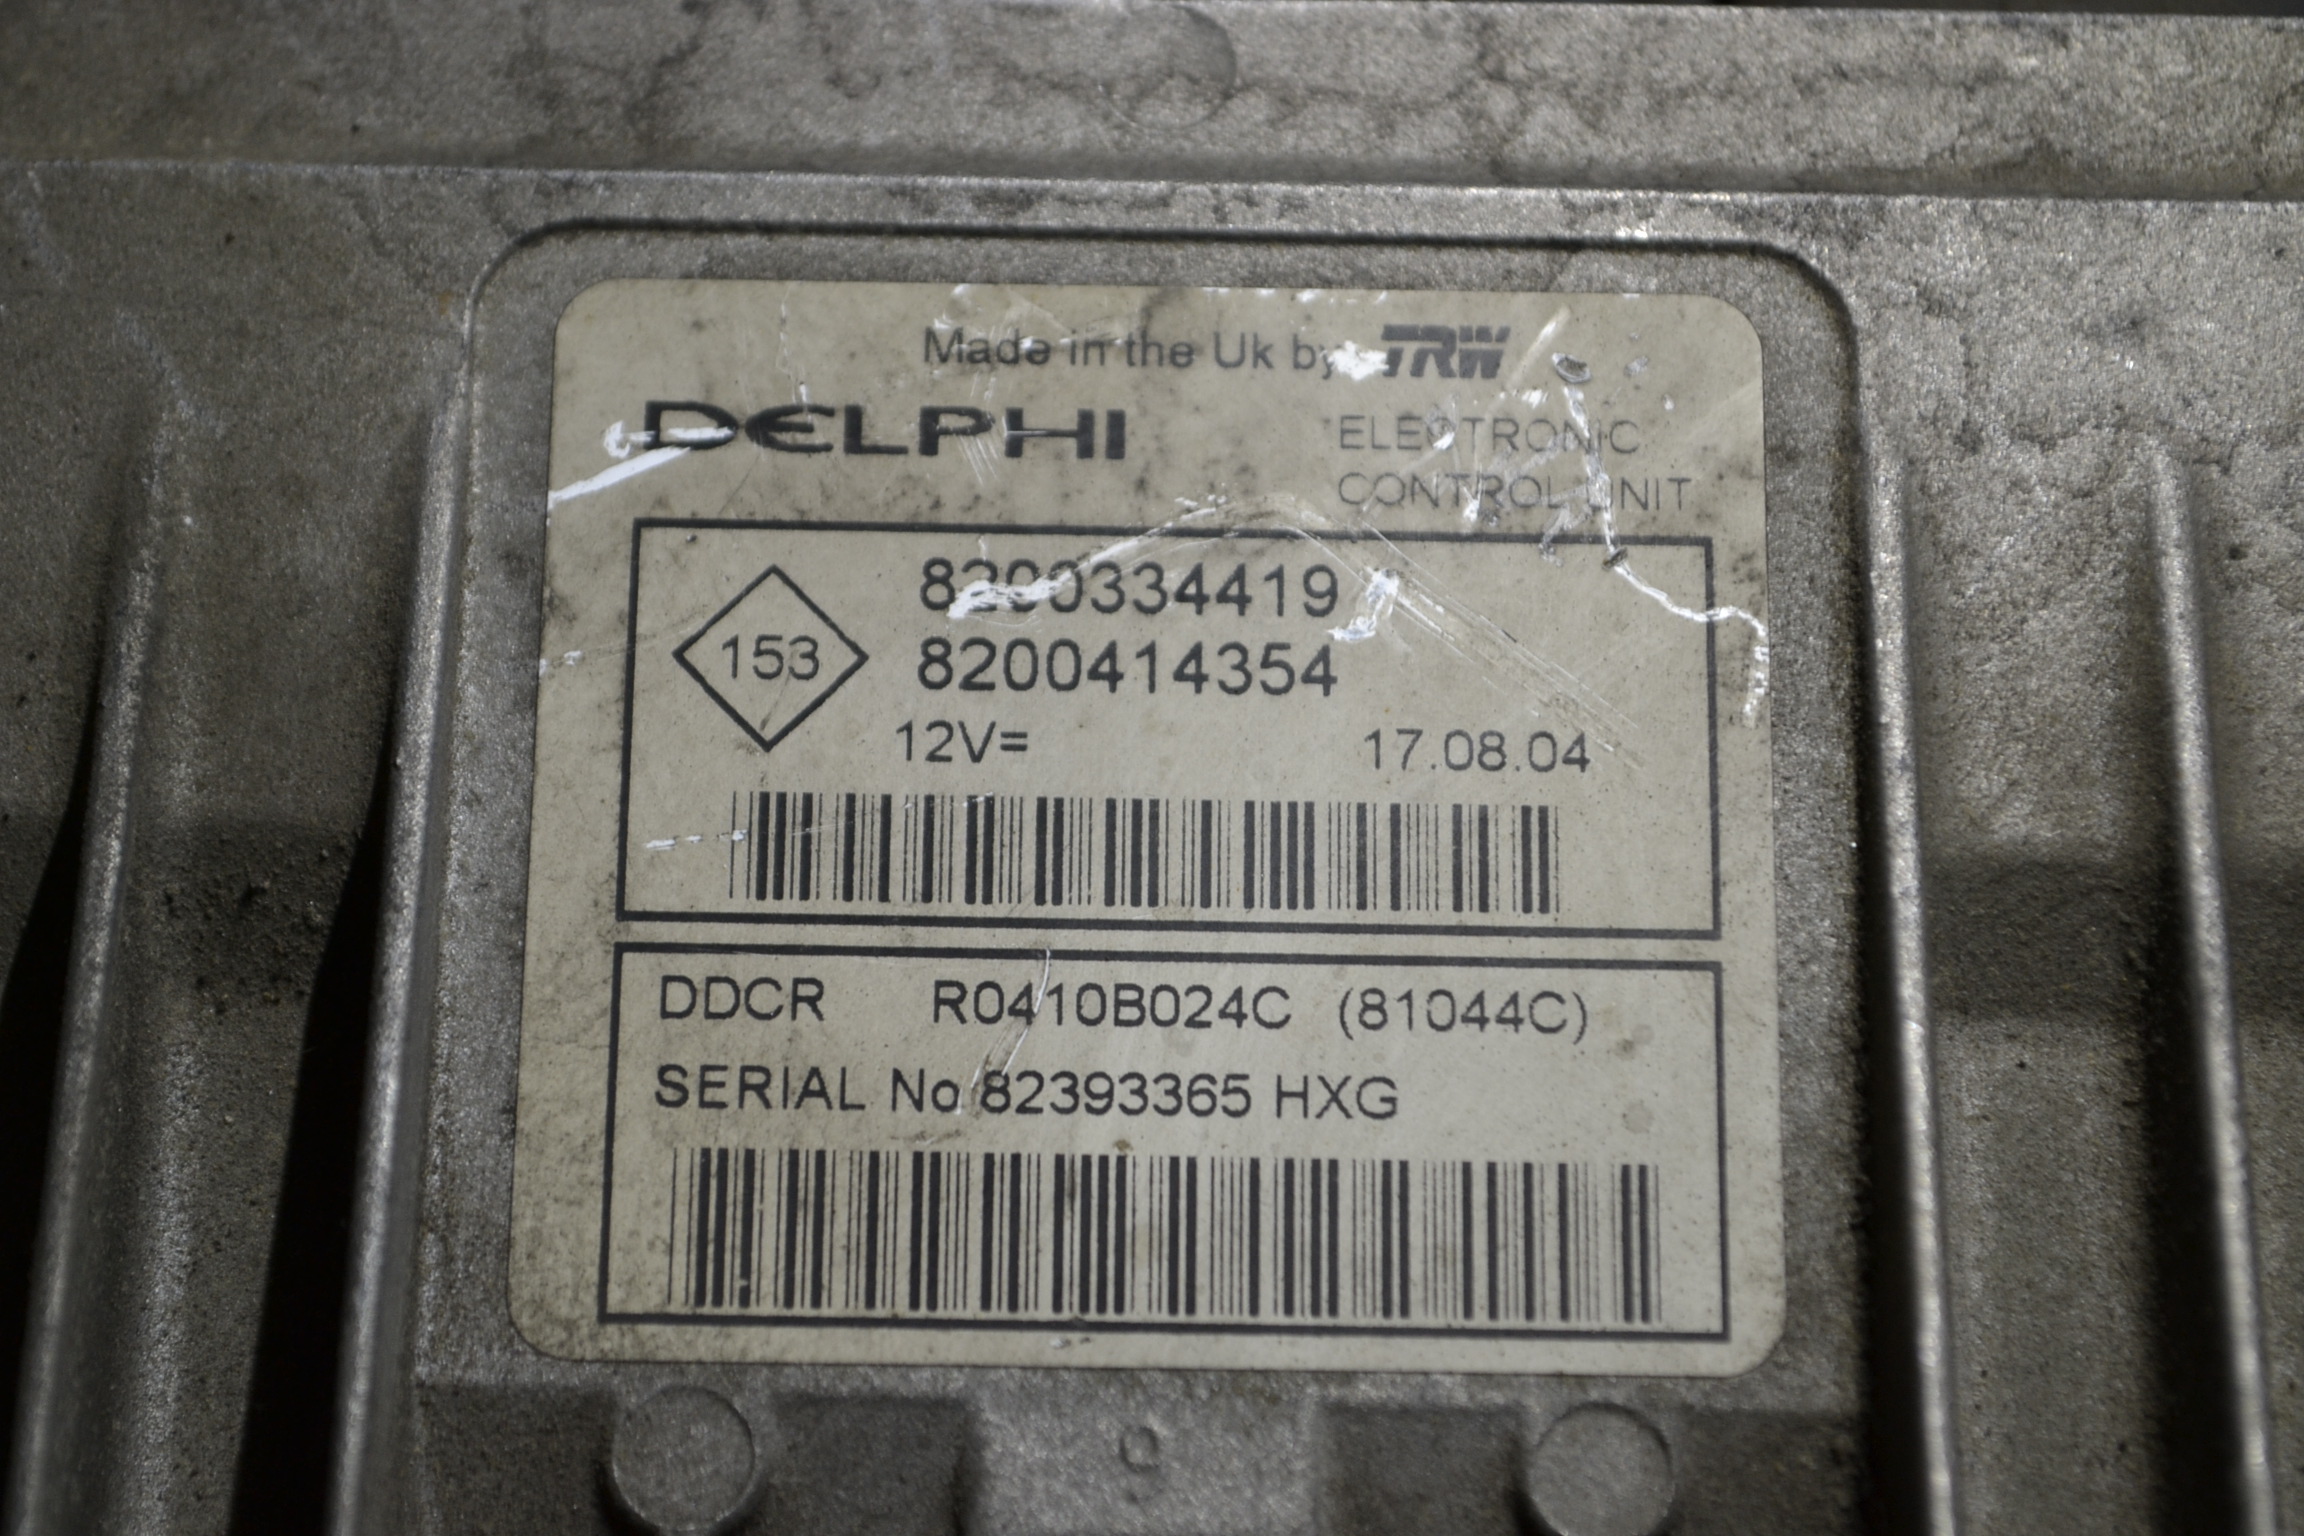 Made in the Uk by TRW
DELPHI
ELECTRONIC
CONTROL UNIT
8200334419
153
8200414354
12V=
17.08.04
DDCR R0410B024C (81044C)
SERIAL No 82393365 HXG